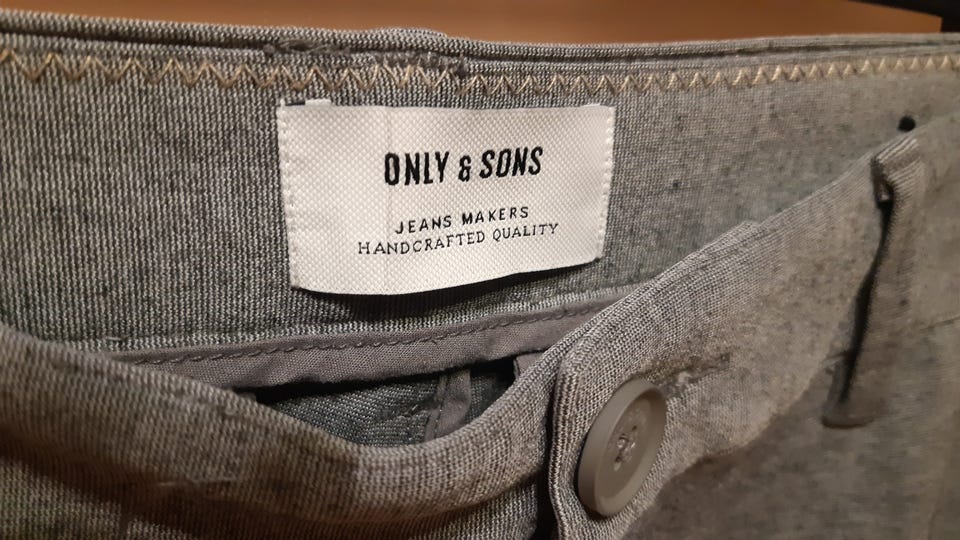 ONLY & SONS
JEANS MAKERS
HANDCRAFTED QUALITY